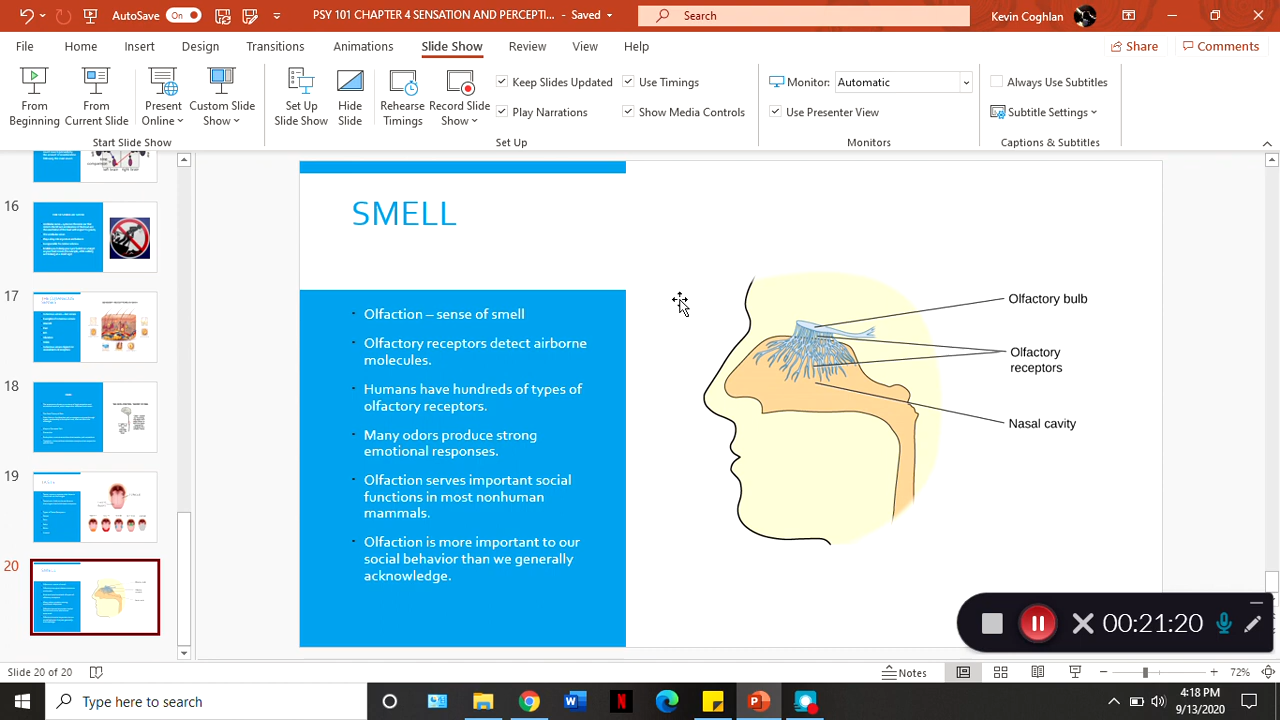 AutoSave On PSY 101 CHAPTER 4 SENSATION AND PERCEPTI... - Saved Search Kevin Coghlan
File Home Insert Design Transitions Animations Slide Show Review View Help Share Comments
From Beginning
From Current Slide
Present Online
Custom Slide Show
Set Up Slide Show
Hide Slide
Rehearse Timings
Record Slide Show
Keep Slides Updated
Use Timings
Play Narrations
Show Media Controls
Monitor: Automatic
Use Presenter View
Always Use Subtitles
Subtitle Settings
Start Slide Show Set Up Monitors Captions & Subtitles
16
17
18
19
20
SMELL
Olfaction – sense of smell
Olfactory receptors detect airborne
molecules.
Humans have hundreds of types of
olfactory receptors.
Many odors produce strong
emotional responses.
Olfaction serves important social
functions in most nonhuman
mammals.
Olfaction is more important to our
social behavior than we generally
acknowledge.
Olfactory bulb
Olfactory
receptors
Nasal cavity
00:21:20
Slide 20 of 20 Notes 72%
Type here to search
4:18 PM
9/13/2020